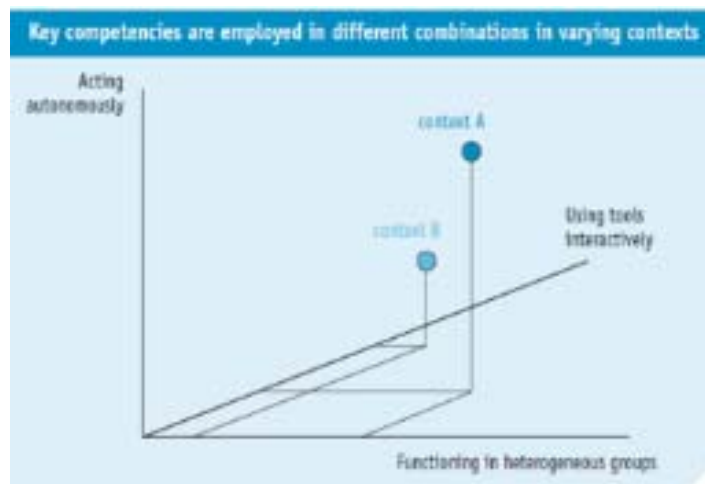 Key competencies are employed in different combinations in varying contexts
Acting
autonomously
context A
Using tools
interactively
context B
Functioning in heterogeneous groups